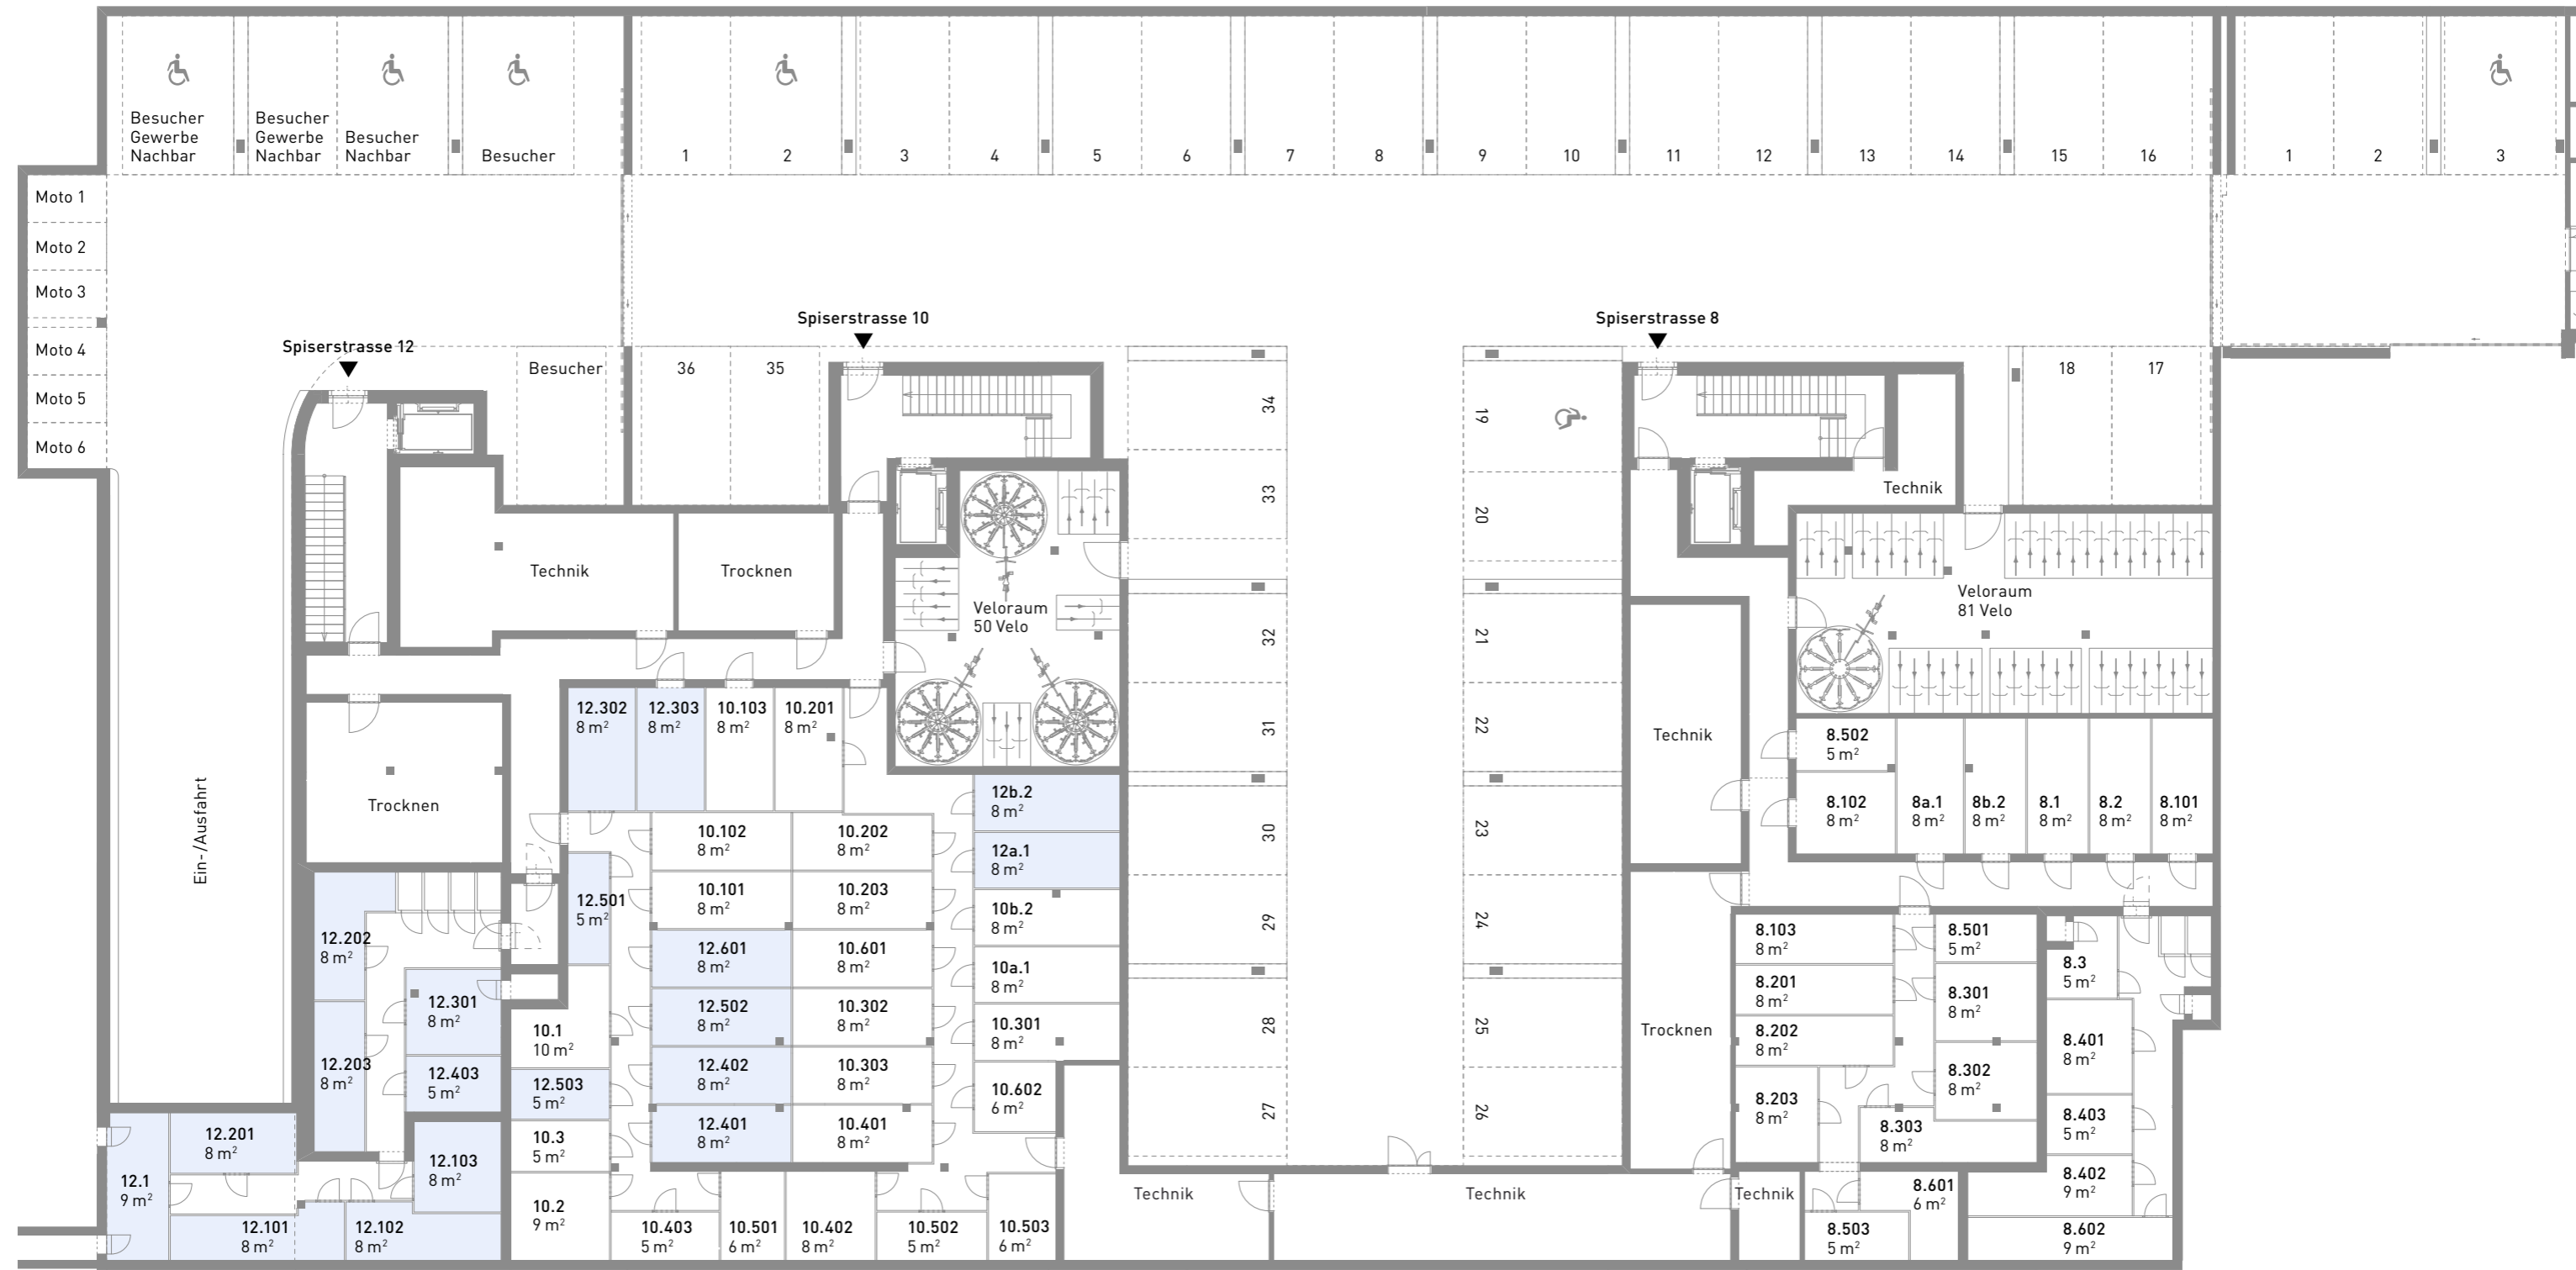 Besucher
Gewerbe
Nachbar
Besucher
Gewerbe
Nachbar
Besucher
Nachbar
Besucher
1
2
3
4
5
6
7
8
9
10
11
12
13
14
15
16
1
2
3
Moto 1
Moto 2
Moto 3
Moto 4
Moto 5
Moto 6
Spiserstrasse 12
Spiserstrasse 10
Spiserstrasse 8
Besucher
36
35
34
33
32
31
30
29
28
27
19
20
21
22
23
24
25
26
18
17
Technik
Technik
Trocknen
Veloraum
50 Velo
Veloraum
81 Velo
Technik
Trocknen
Ein-/Ausfahrt
12.302
8 m²
12.303
8 m²
10.103
8 m²
10.201
8 m²
12b.2
8 m²
12a.1
8 m²
10b.2
8 m²
10a.1
8 m²
10.301
8 m²
10.602
6 m²
10.102
8 m²
10.202
8 m²
10.101
8 m²
10.203
8 m²
12.601
8 m²
10.601
8 m²
12.502
8 m²
10.302
8 m²
12.402
8 m²
10.303
8 m²
12.401
8 m²
10.401
8 m²
12.501
5 m²
10.1
10 m²
12.503
5 m²
10.3
5 m²
10.2
9 m²
10.403
5 m²
10.501
6 m²
10.402
8 m²
10.502
5 m²
10.503
6 m²
12.202
8 m²
12.203
8 m²
12.301
8 m²
12.403
5 m²
12.201
8 m²
12.103
8 m²
12.1
9 m²
12.101
8 m²
12.102
8 m²
8.502
5 m²
8.102
8 m²
8a.1
8 m²
8b.2
8 m²
8.1
8 m²
8.2
8 m²
8.101
8 m²
8.103
8 m²
8.201
8 m²
8.202
8 m²
8.203
8 m²
8.501
5 m²
8.301
8 m²
8.302
8 m²
8.303
8 m²
8.3
5 m²
8.401
8 m²
8.403
5 m²
8.402
9 m²
8.601
6 m²
8.503
5 m²
8.602
9 m²
Trocknen
Technik
Technik
Technik